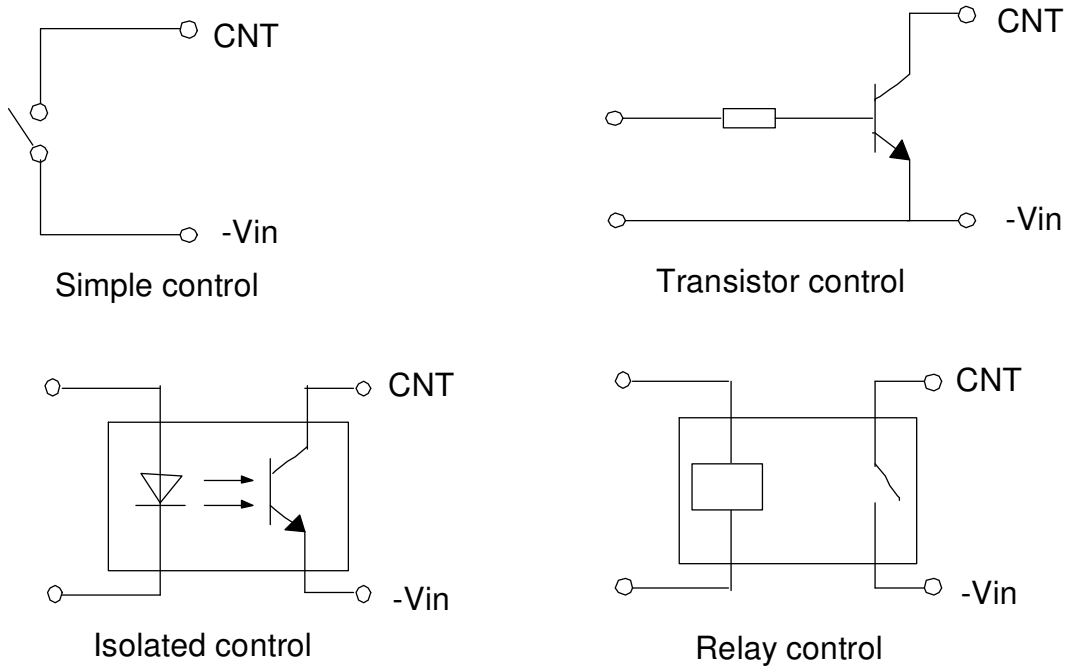 CNT
-Vin
Simple control
CNT
-Vin
Transistor control
CNT
-Vin
Isolated control
CNT
-Vin
Relay control